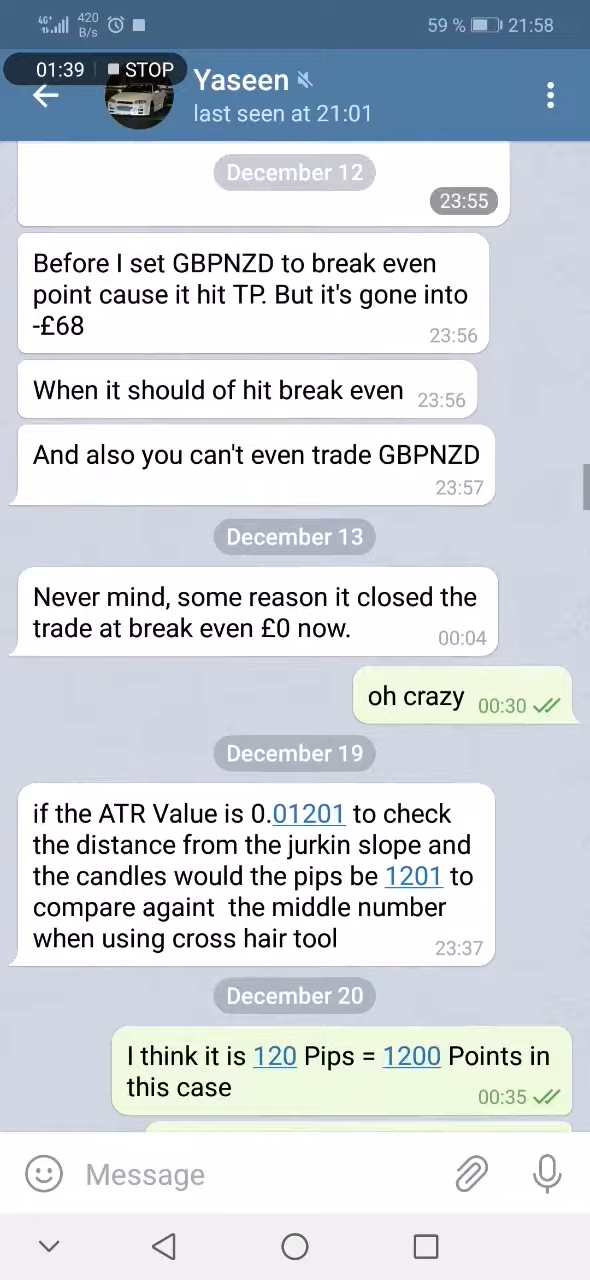 4G+ 420 B/s 59 % 21:58
01:39 STOP
Yaseen
last seen at 21:01
December 12
23:55
Before I set GBPNZD to break even
point cause it hit TP. But it's gone into
-£68 23:56
When it should of hit break even 23:56
And also you can't even trade GBPNZD
23:57
December 13
Never mind, some reason it closed the
trade at break even £0 now. 00:04
oh crazy 00:30
December 19
if the ATR Value is 0.01201 to check
the distance from the jurkin slope and
the candles would the pips be 1201 to
compare againt  the middle number
when using cross hair tool 23:37
December 20
I think it is 120 Pips = 1200 Points in
this case 00:35
Message